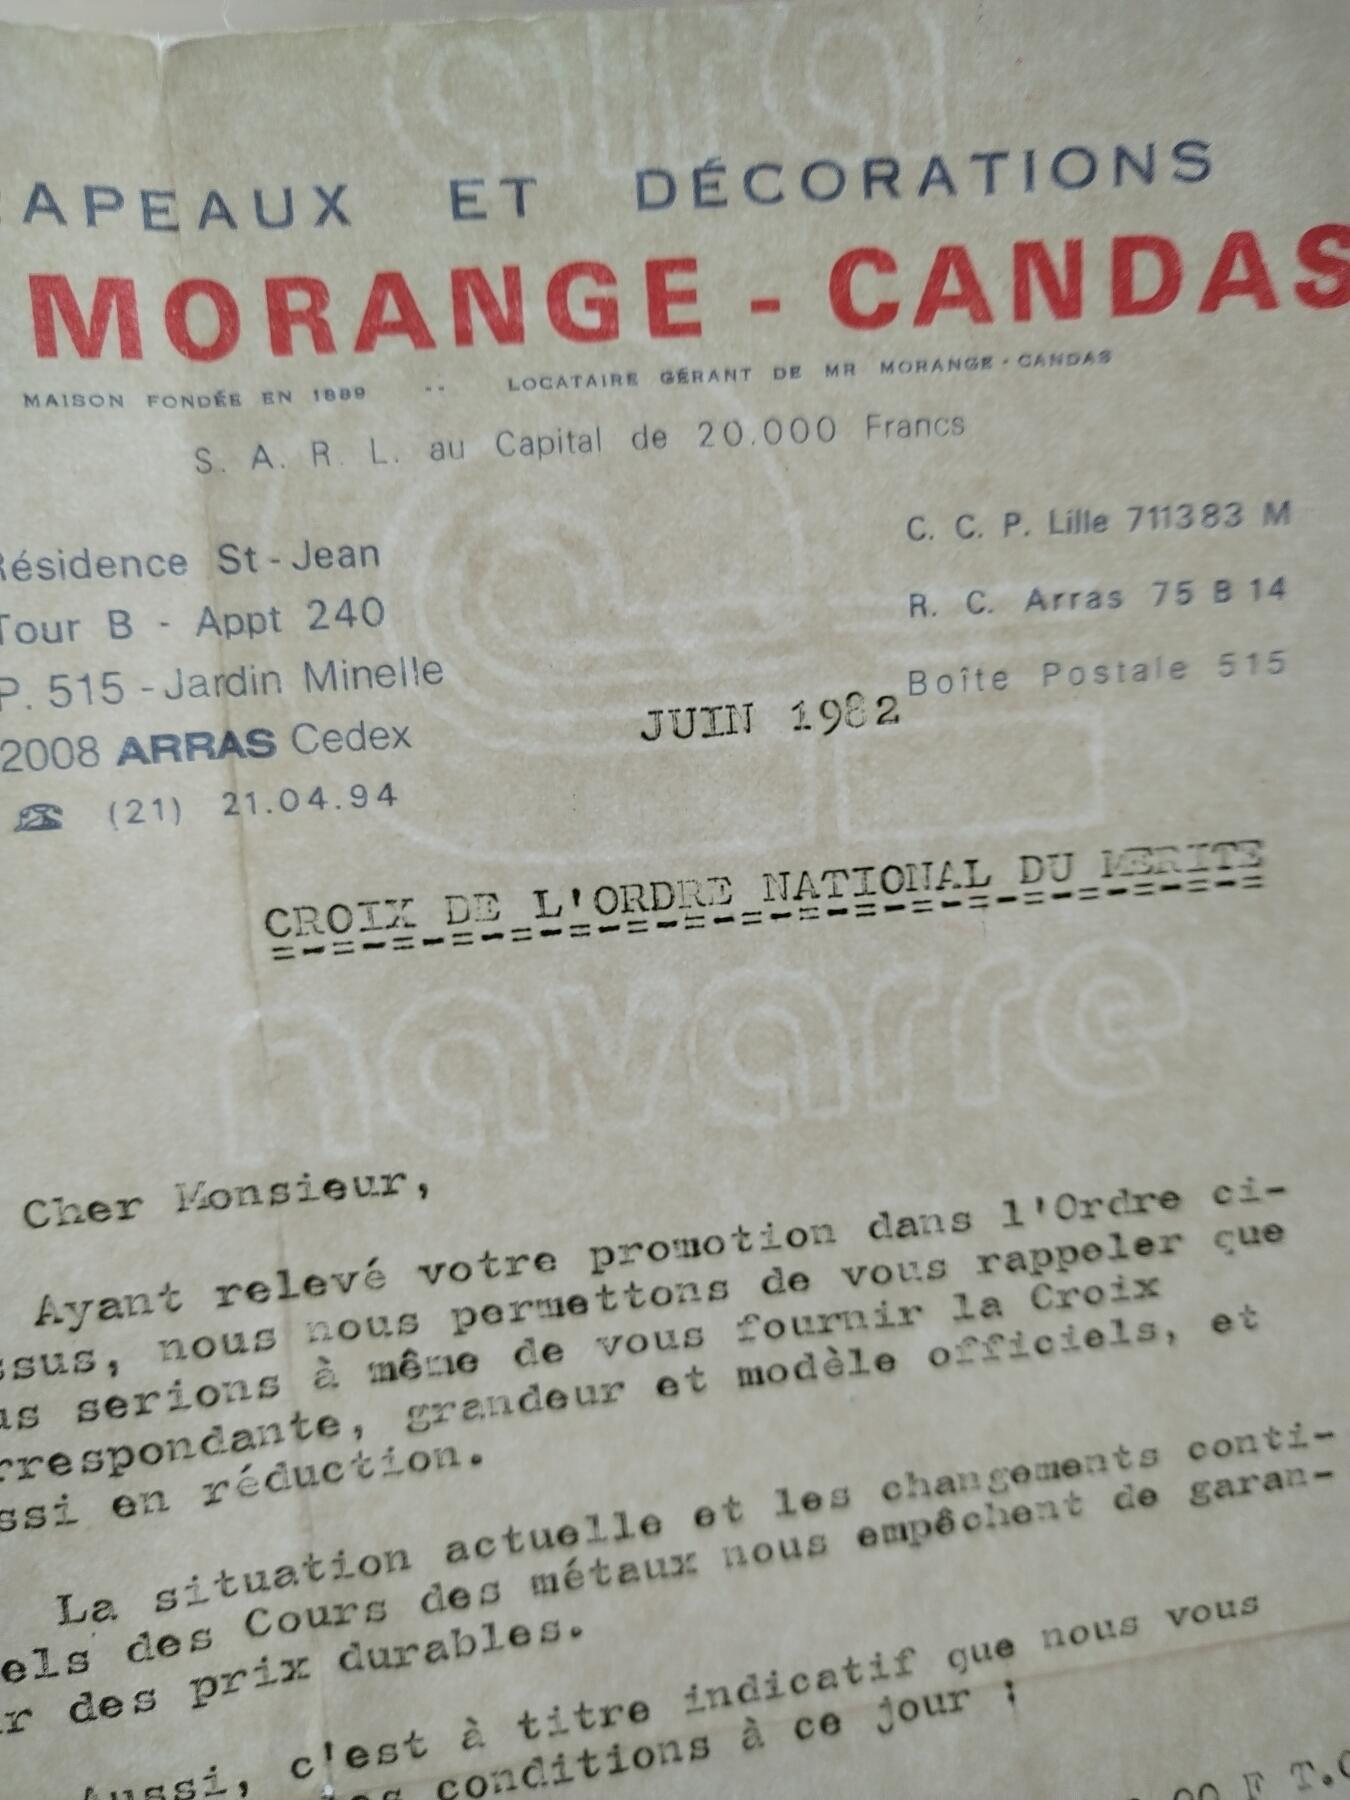 APEAUX ET DÉCORATIONS
MORANGE - CANDAS
MAISON FONDÉE EN 1889 -- LOCATAIRE GÉRANT DE MR MORANGE - CANDAS
S. A. R. L. au Capital de 20.000 Francs
Résidence St - Jean
Tour B - Appt 240
P. 515 - Jardin Minelle
2008 ARRAS Cedex
☎ (21) 21.04.94
C. C. P. Lille 711383 M
R. C. Arras 75 B 14
Boîte Postale 515
JUIN 1982
CROIX DE L'ORDRE NATIONAL DU MERITE
=-=-=-=-=-=-=-=-=-=-=-=-=-=-=-=-=
navarre
Cher Monsieur,
Ayant relevé votre promotion dans l'Ordre ci-
ssus, nous nous permettons de vous rappeler que
us serions à même de vous fournir la Croix
rrespondante, grandeur et modèle officiels, et
ssi en réduction.
La situation actuelle et les changements conti-
els des Cours des métaux nous empêchent de garan-
r des prix durables.
Aussi, c'est à titre indicatif que nous vous
conditions à ce jour :
00 F T.